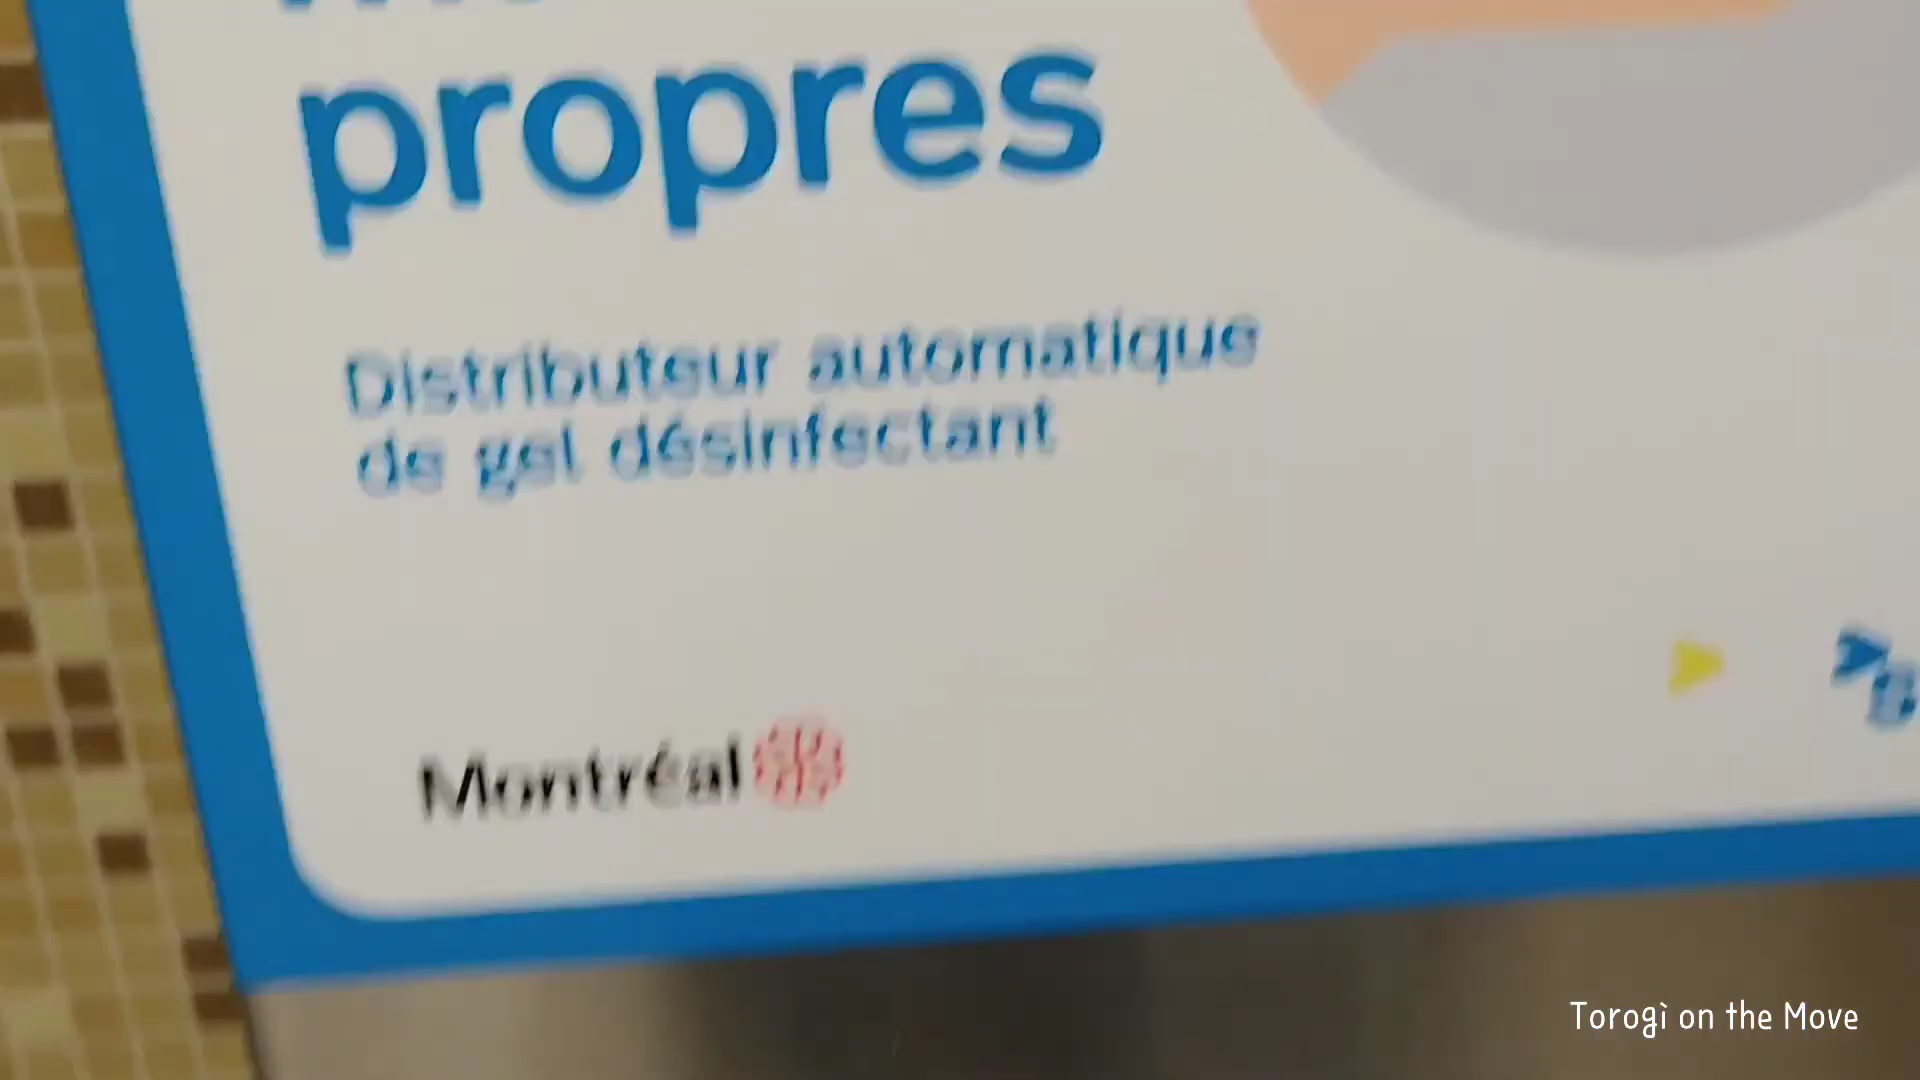 propres
Distributeur automatique
de gel désinfectant
Montréal
Torogi on the Move